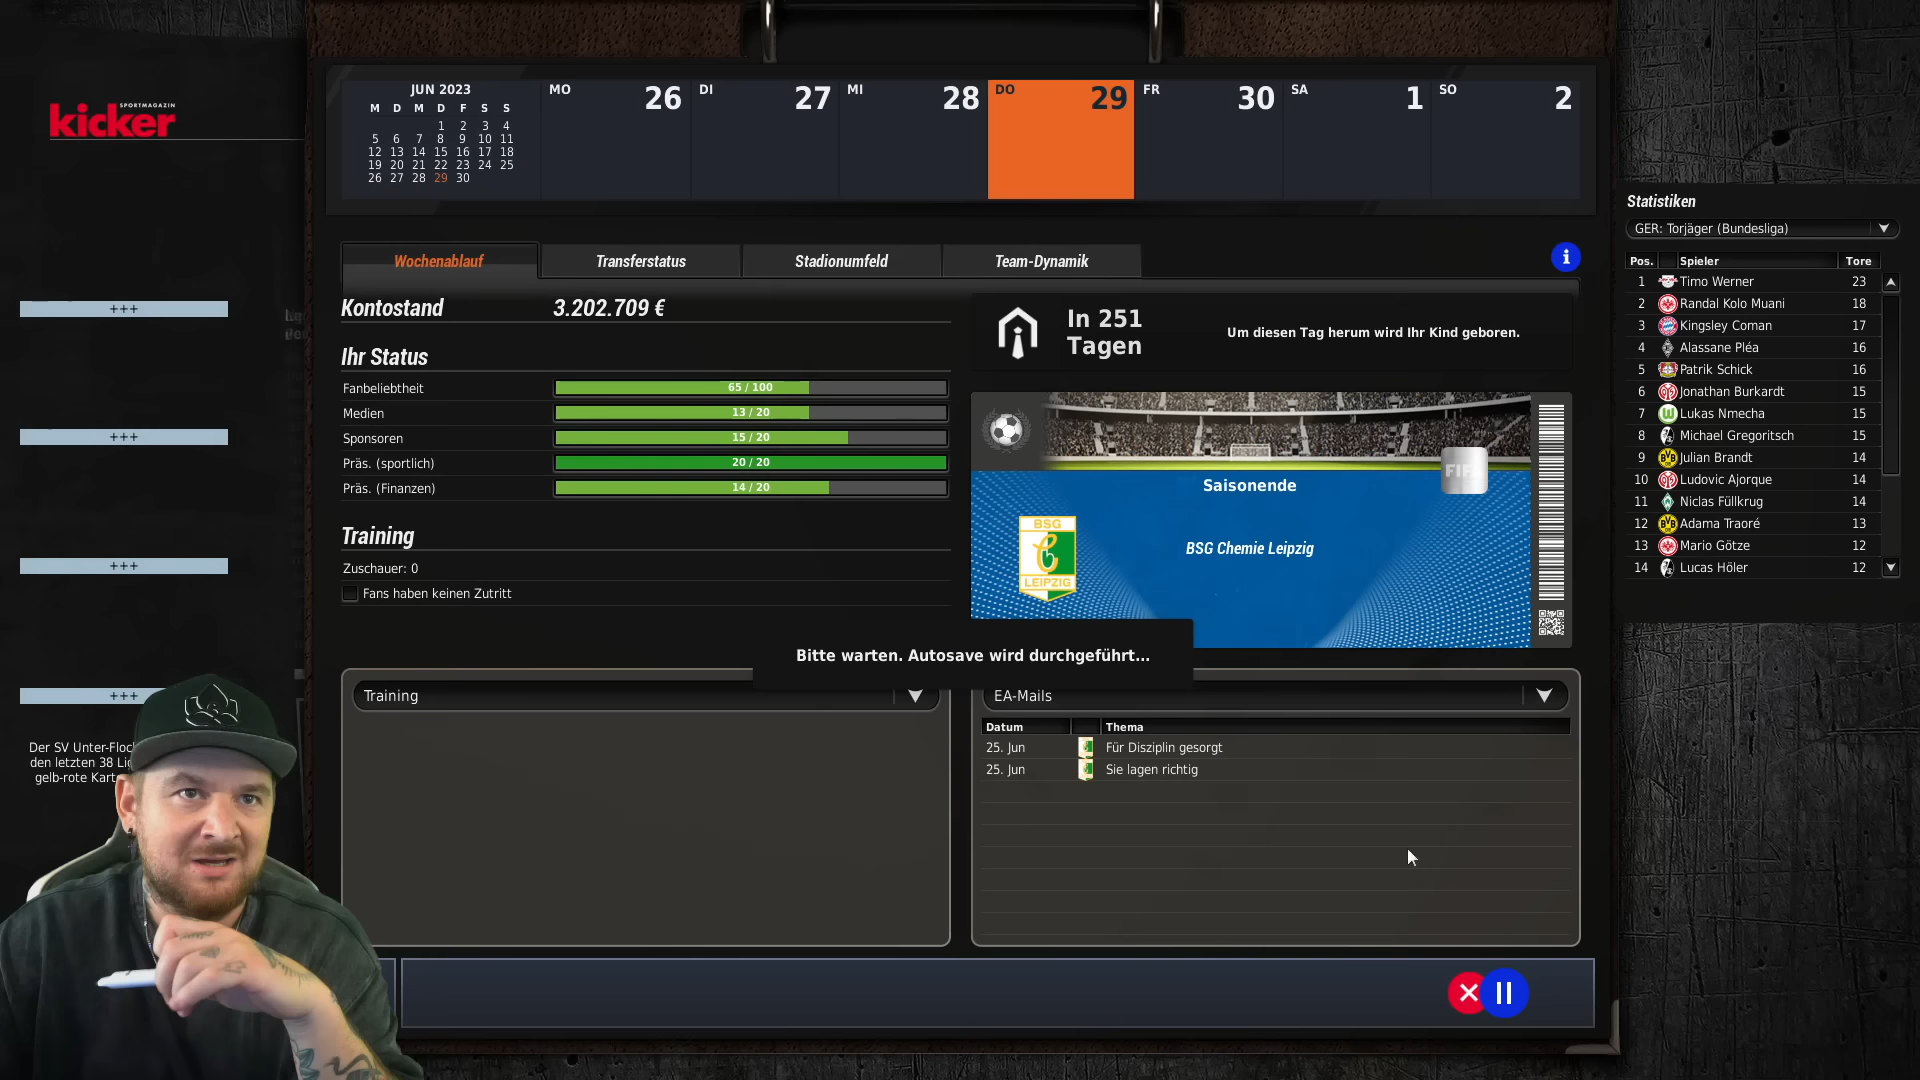 kicker
SPORTMAGAZIN
JUN 2023
M D M D F S S
1 2 3 4
5 6 7 8 9 10 11
12 13 14 15 16 17 18
19 20 21 22 23 24 25
26 27 28 29 30
MO 26
DI 27
MI 28
DO 29
FR 30
SA 1
SO 2
Wochenablauf
Transferstatus
Stadionumfeld
Team-Dynamik
i
Kontostand 3.202.709 €
Ihr Status
Fanbeliebtheit 65 / 100
Medien 13 / 20
Sponsoren 15 / 20
Präs. (sportlich) 20 / 20
Präs. (Finanzen) 14 / 20
Training
Zuschauer: 0
Fans haben keinen Zutritt
In 251
Tagen
Um diesen Tag herum wird Ihr Kind geboren.
Saisonende
FIFA
BSG Chemie Leipzig
BSG
LEIPZIG
Bitte warten. Autosave wird durchgeführt...
Training
EA-Mails
Datum Thema
25. Jun Für Disziplin gesorgt
25. Jun Sie lagen richtig
Statistiken
GER: Torjäger (Bundesliga)
Pos. Spieler Tore
1 Timo Werner 23
2 Randal Kolo Muani 18
3 Kingsley Coman 17
4 Alassane Pléa 16
5 Patrik Schick 16
6 Jonathan Burkardt 15
7 Lukas Nmecha 15
8 Michael Gregoritsch 15
9 Julian Brandt 14
10 Ludovic Ajorque 14
11 Niclas Füllkrug 14
12 Adama Traoré 13
13 Mario Götze 12
14 Lucas Höler 12
+++
+++
+++
+++
Der SV Unter-Floc
den letzten 38 Li
gelb-rote Kart